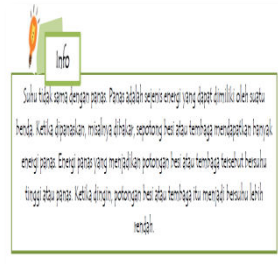 Info
Suhu tidak sama dengan panas. Panas adalah sejenis energi yang dapat dimiliki oleh suatu
benda. Ketika dipanaskan, misalnya dibakar, sepotong besi atau tembaga mendapatkan banyak
energi panas. Energi panas yang menjadikan potongan besi atau tembaga tersebut bersuhu
tinggi atau panas. Ketika dingin, potongan besi atau tembaga itu menjadi bersuhu lebih
rendah.